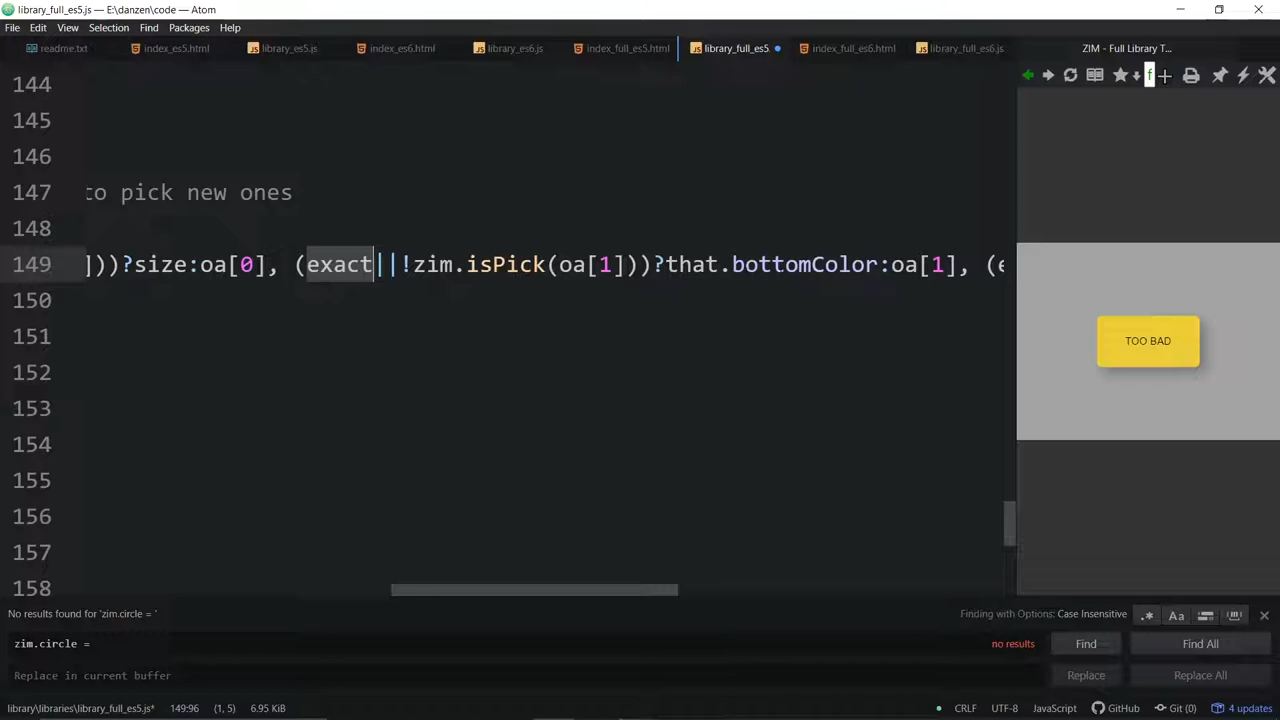 library_full_es5.js — E:\danzen\code — Atom
File Edit View Selection Find Packages Help
readme.txt index_es5.html library_es5.js index_es6.html library_es6.js index_full_es5.html library_full_es5. index_full_es6.html library_full_es6.js ZIM - Full Library T...
f
144
145
146
147 to pick new ones
148
149 ]))?size:oa[0], (exact||!zim.isPick(oa[1]))?that.bottomColor:oa[1], (e
150
151
152
153
154
155
156
157
158
TOO BAD
No results found for 'zim.circle = '
Finding with Options: Case Insensitive
.* Aa
zim.circle =
no results
Find
Find All
Replace in current buffer
Replace
Replace All
library\libraries\library_full_es5.js* 149:96 (1, 5) 6.95 KiB CRLF UTF-8 JavaScript GitHub Git (0) 4 updates